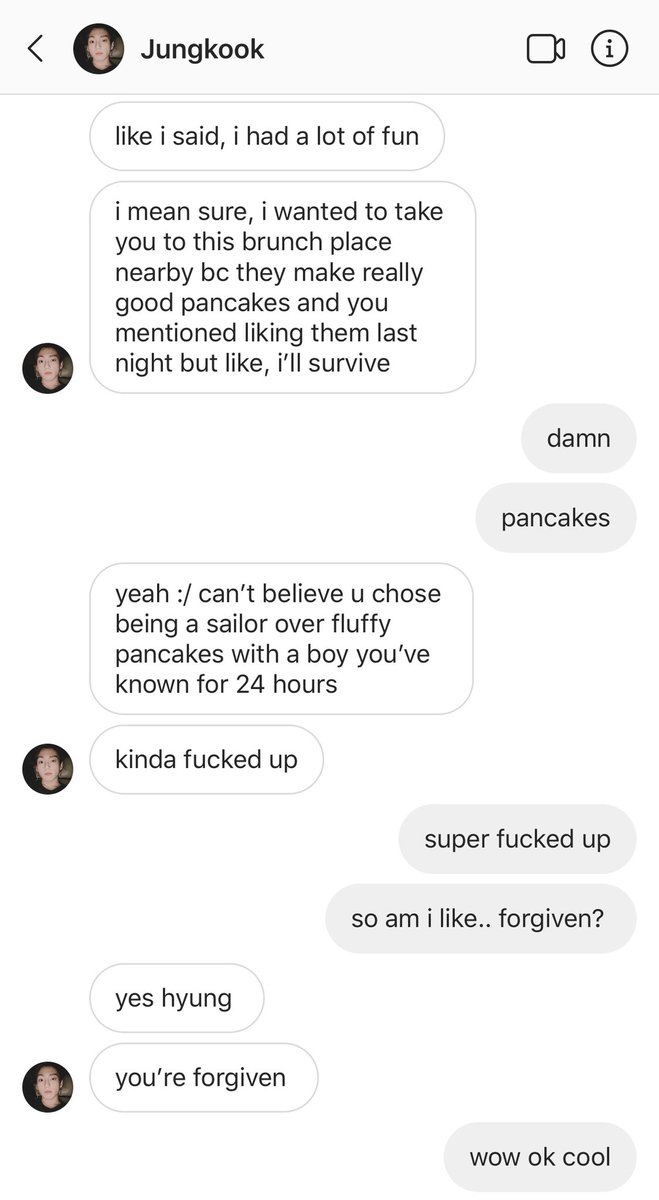 Jungkook
like i said, i had a lot of fun
i mean sure, i wanted to take
you to this brunch place
nearby bc they make really
good pancakes and you
mentioned liking them last
night but like, i’ll survive
damn
pancakes
yeah :/ can’t believe u chose
being a sailor over fluffy
pancakes with a boy you’ve
known for 24 hours
kinda fucked up
super fucked up
so am i like.. forgiven?
yes hyung
you’re forgiven
wow ok cool